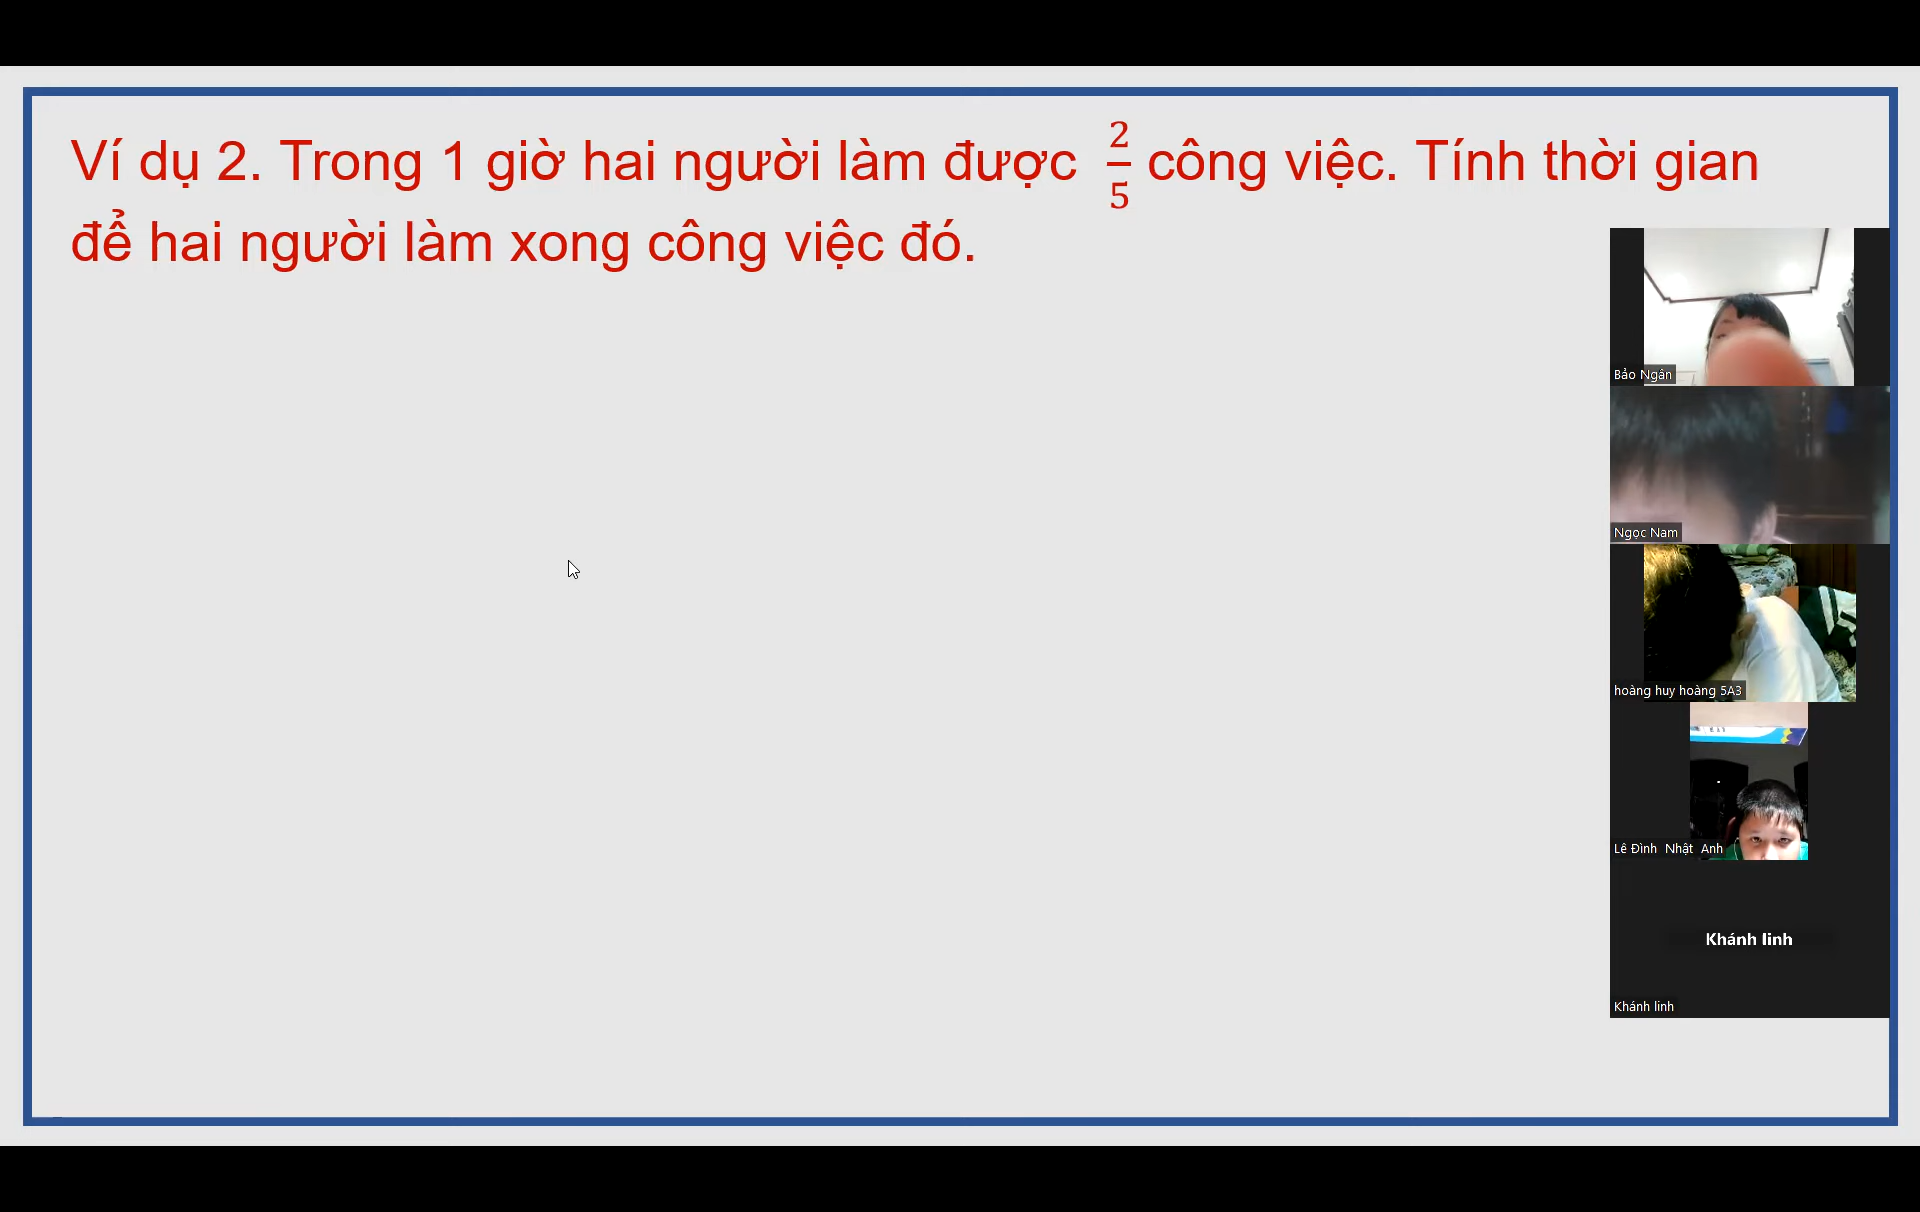 Ví dụ 2. Trong 1 giờ hai người làm được 2/5 công việc. Tính thời gian
để hai người làm xong công việc đó.
Bảo Ngân
Ngọc Nam
hoàng huy hoàng 5A3
Lê Đình Nhật Anh
Khánh linh
Khánh linh